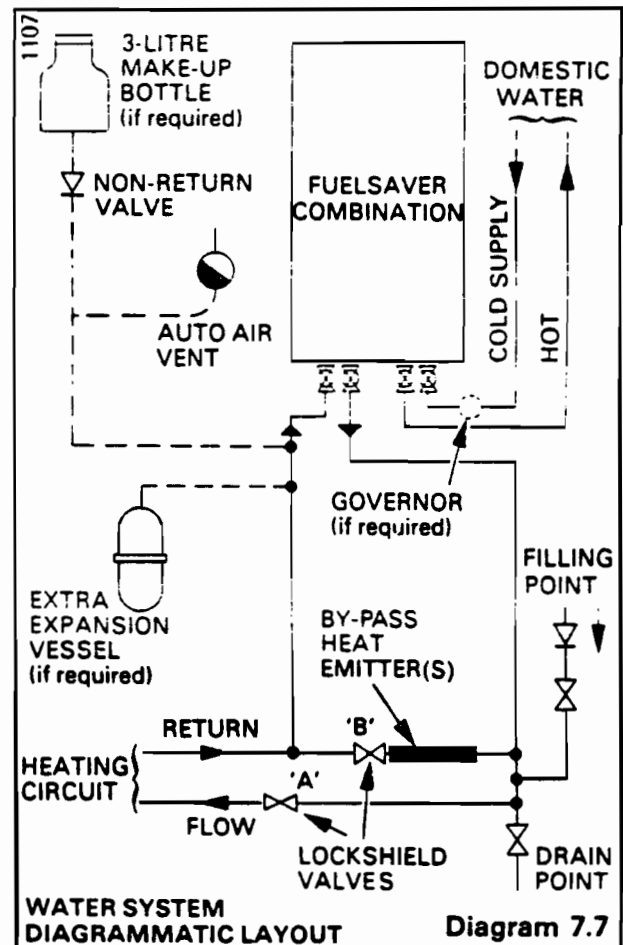 1107
3-LITRE
MAKE-UP
BOTTLE
(if required)
NON-RETURN
VALVE
AUTO AIR
VENT
FUELSAVER
COMBINATION
DOMESTIC
WATER
COLD SUPPLY
HOT
GOVERNOR
(if required)
FILLING
POINT
EXTRA
EXPANSION
VESSEL
(if required)
BY-PASS
HEAT
EMITTER(S)
RETURN
'B'
HEATING
CIRCUIT
'A'
FLOW
LOCKSHIELD
VALVES
DRAIN
POINT
WATER SYSTEM
DIAGRAMMATIC LAYOUT
Diagram 7.7